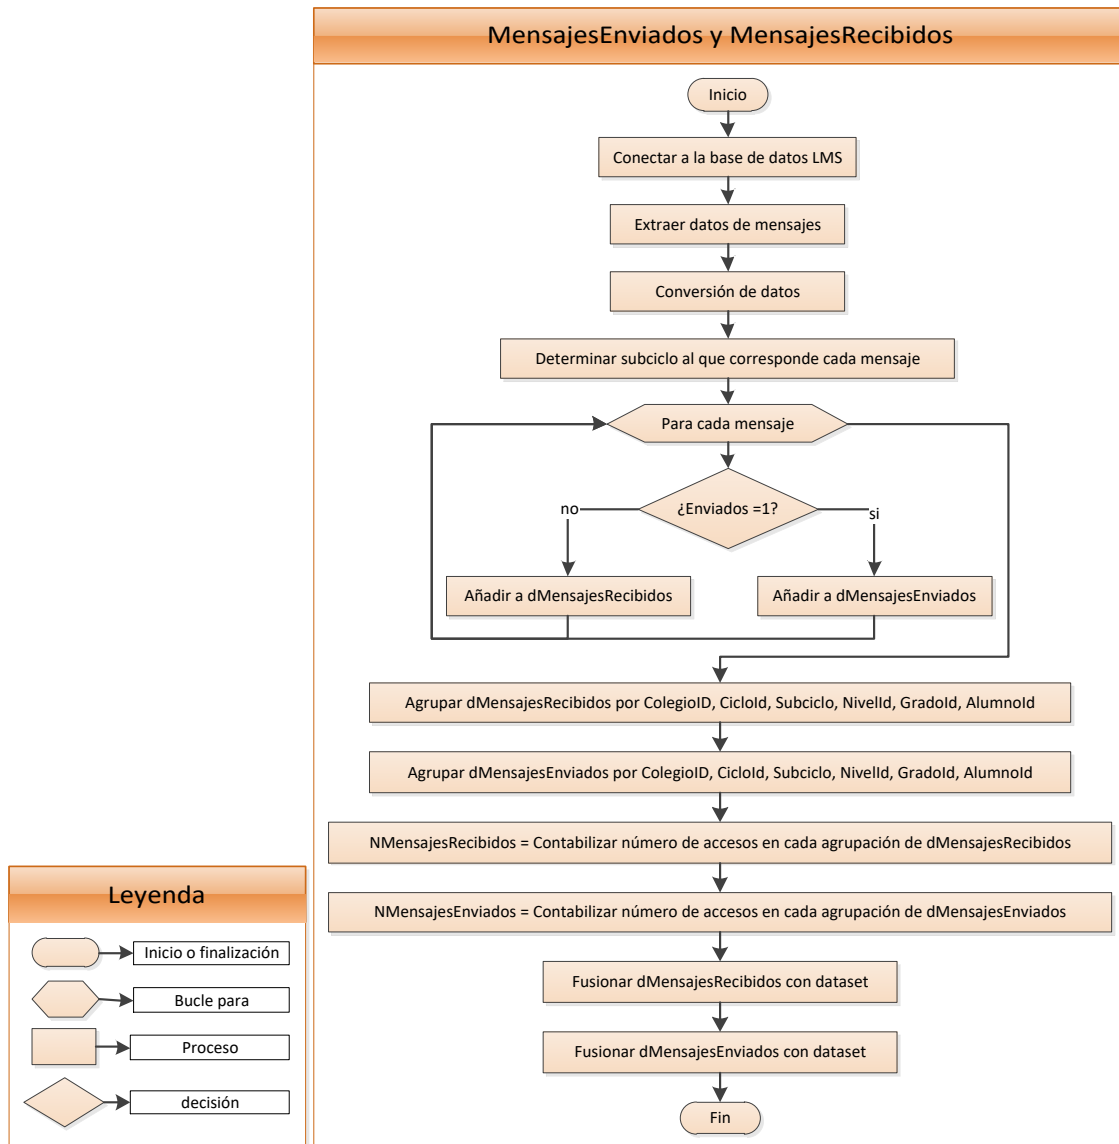 MensajesEnviados y MensajesRecibidos
Inicio
Conectar a la base de datos LMS
Extraer datos de mensajes
Conversión de datos
Determinar subciclo al que corresponde cada mensaje
Para cada mensaje
¿Enviados =1?
no
si
Añadir a dMensajesRecibidos
Añadir a dMensajesEnviados
Agrupar dMensajesRecibidos por ColegioID, CicloId, Subciclo, NivelId, GradoId, AlumnoId
Agrupar dMensajesEnviados por ColegioID, CicloId, Subciclo, NivelId, GradoId, AlumnoId
NMensajesRecibidos = Contabilizar número de accesos en cada agrupación de dMensajesRecibidos
NMensajesEnviados = Contabilizar número de accesos en cada agrupación de dMensajesEnviados
Fusionar dMensajesRecibidos con dataset
Fusionar dMensajesEnviados con dataset
Fin
Leyenda
Inicio o finalización
Bucle para
Proceso
decisión